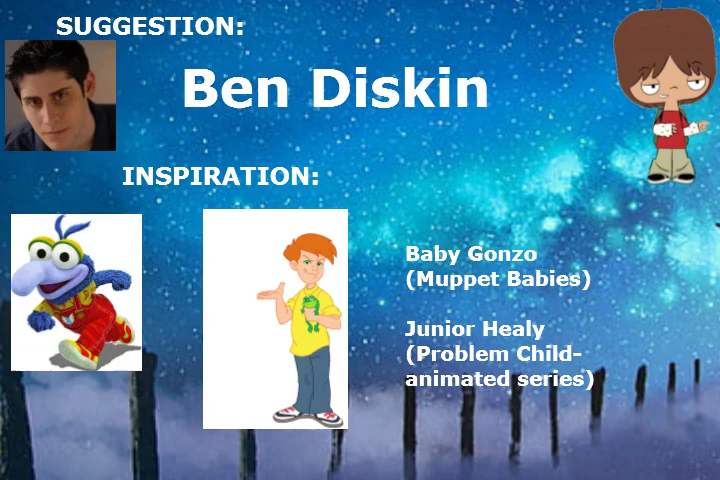 SUGGESTION:
Ben Diskin
INSPIRATION:
Baby Gonzo
(Muppet Babies)
Junior Healy
(Problem Child-
animated series)